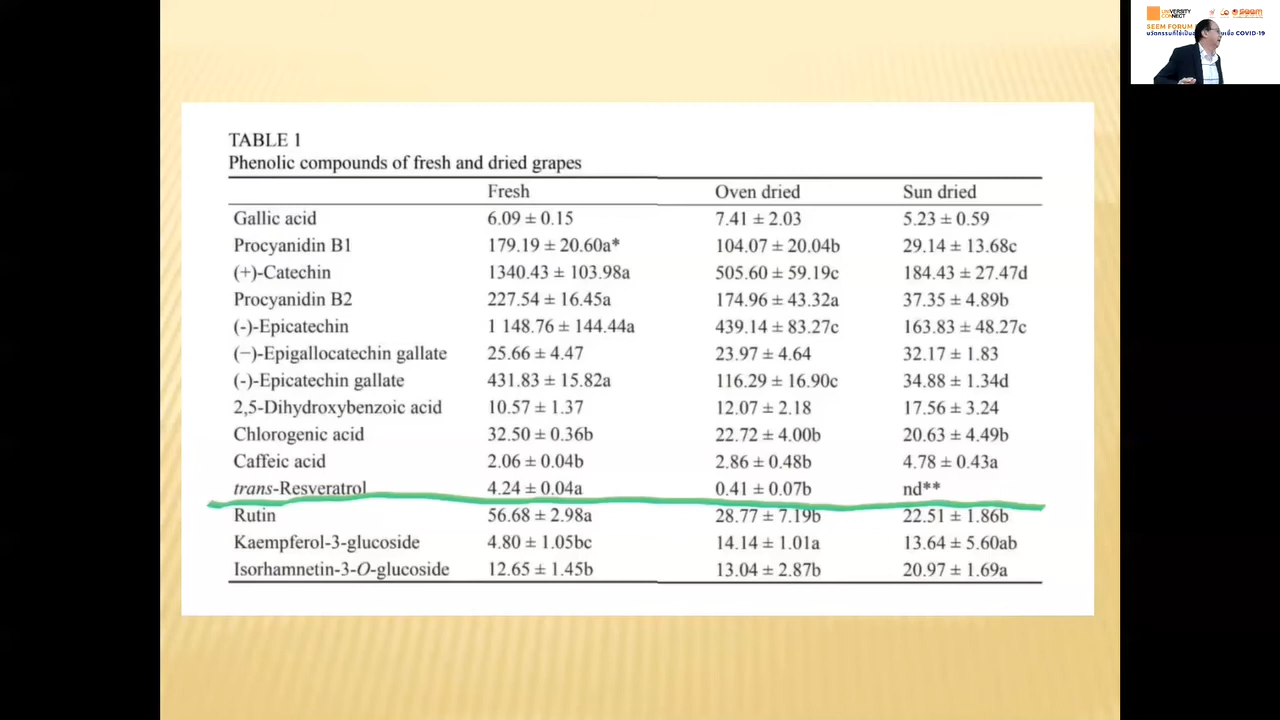 TABLE 1
Phenolic compounds of fresh and dried grapes
Fresh Oven dried Sun dried
Gallic acid 6.09 ± 0.15 7.41 ± 2.03 5.23 ± 0.59
Procyanidin B1 179.19 ± 20.60a* 104.07 ± 20.04b 29.14 ± 13.68c
(+)-Catechin 1340.43 ± 103.98a 505.60 ± 59.19c 184.43 ± 27.47d
Procyanidin B2 227.54 ± 16.45a 174.96 ± 43.32a 37.35 ± 4.89b
(-)-Epicatechin 1 148.76 ± 144.44a 439.14 ± 83.27c 163.83 ± 48.27c
(−)-Epigallocatechin gallate 25.66 ± 4.47 23.97 ± 4.64 32.17 ± 1.83
(-)-Epicatechin gallate 431.83 ± 15.82a 116.29 ± 16.90c 34.88 ± 1.34d
2,5-Dihydroxybenzoic acid 10.57 ± 1.37 12.07 ± 2.18 17.56 ± 3.24
Chlorogenic acid 32.50 ± 0.36b 22.72 ± 4.00b 20.63 ± 4.49b
Caffeic acid 2.06 ± 0.04b 2.86 ± 0.48b 4.78 ± 0.43a
trans-Resveratrol 4.24 ± 0.04a 0.41 ± 0.07b nd**
Rutin 56.68 ± 2.98a 28.77 ± 7.19b 22.51 ± 1.86b
Kaempferol-3-glucoside 4.80 ± 1.05bc 14.14 ± 1.01a 13.64 ± 5.60ab
Isorhamnetin-3-O-glucoside 12.65 ± 1.45b 13.04 ± 2.87b 20.97 ± 1.69a
UNIVERSITY
CONNECT
seem
SEEM FORUM
COVID-19